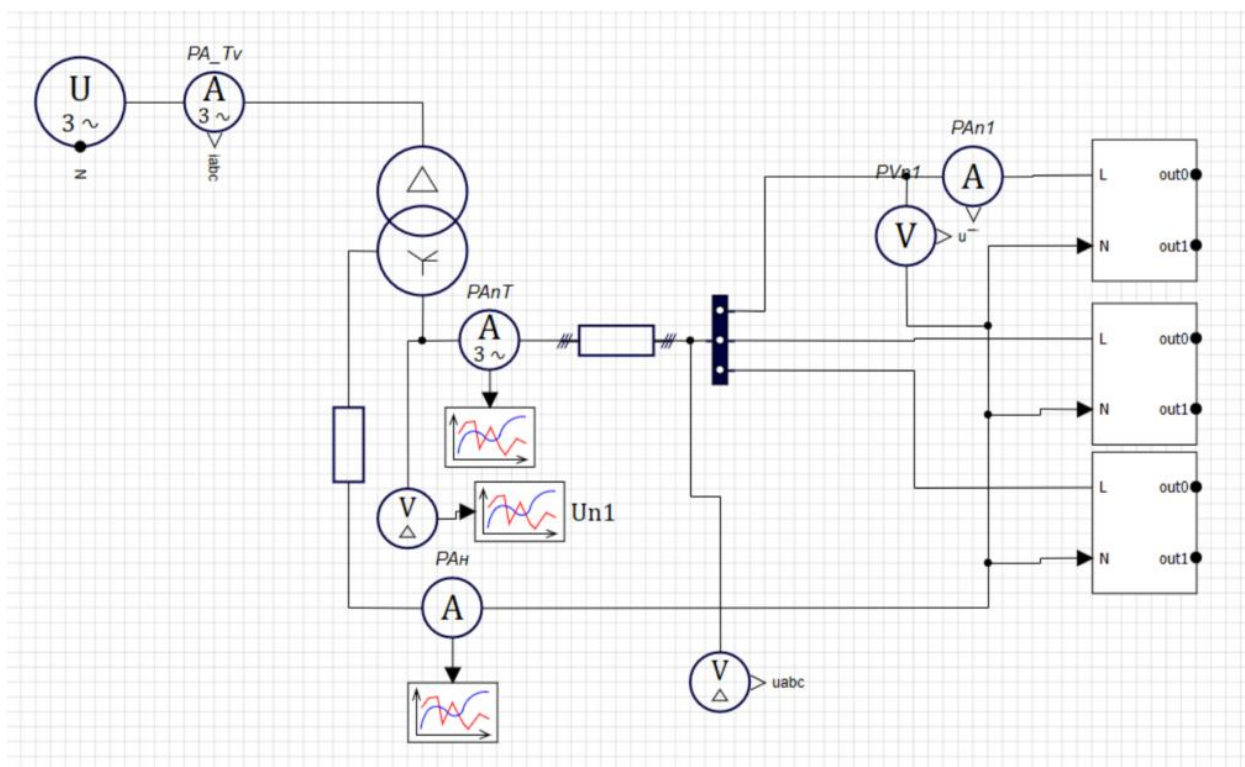 PA_Tv
U
3 ~
N
A
3 ~
iabc
PAn1
PVn1
A
V
u
L
out0
N
out1
PAnT
A
3 ~
L
out0
N
out1
V
Un1
L
out0
N
out1
PAн
A
V
uabc